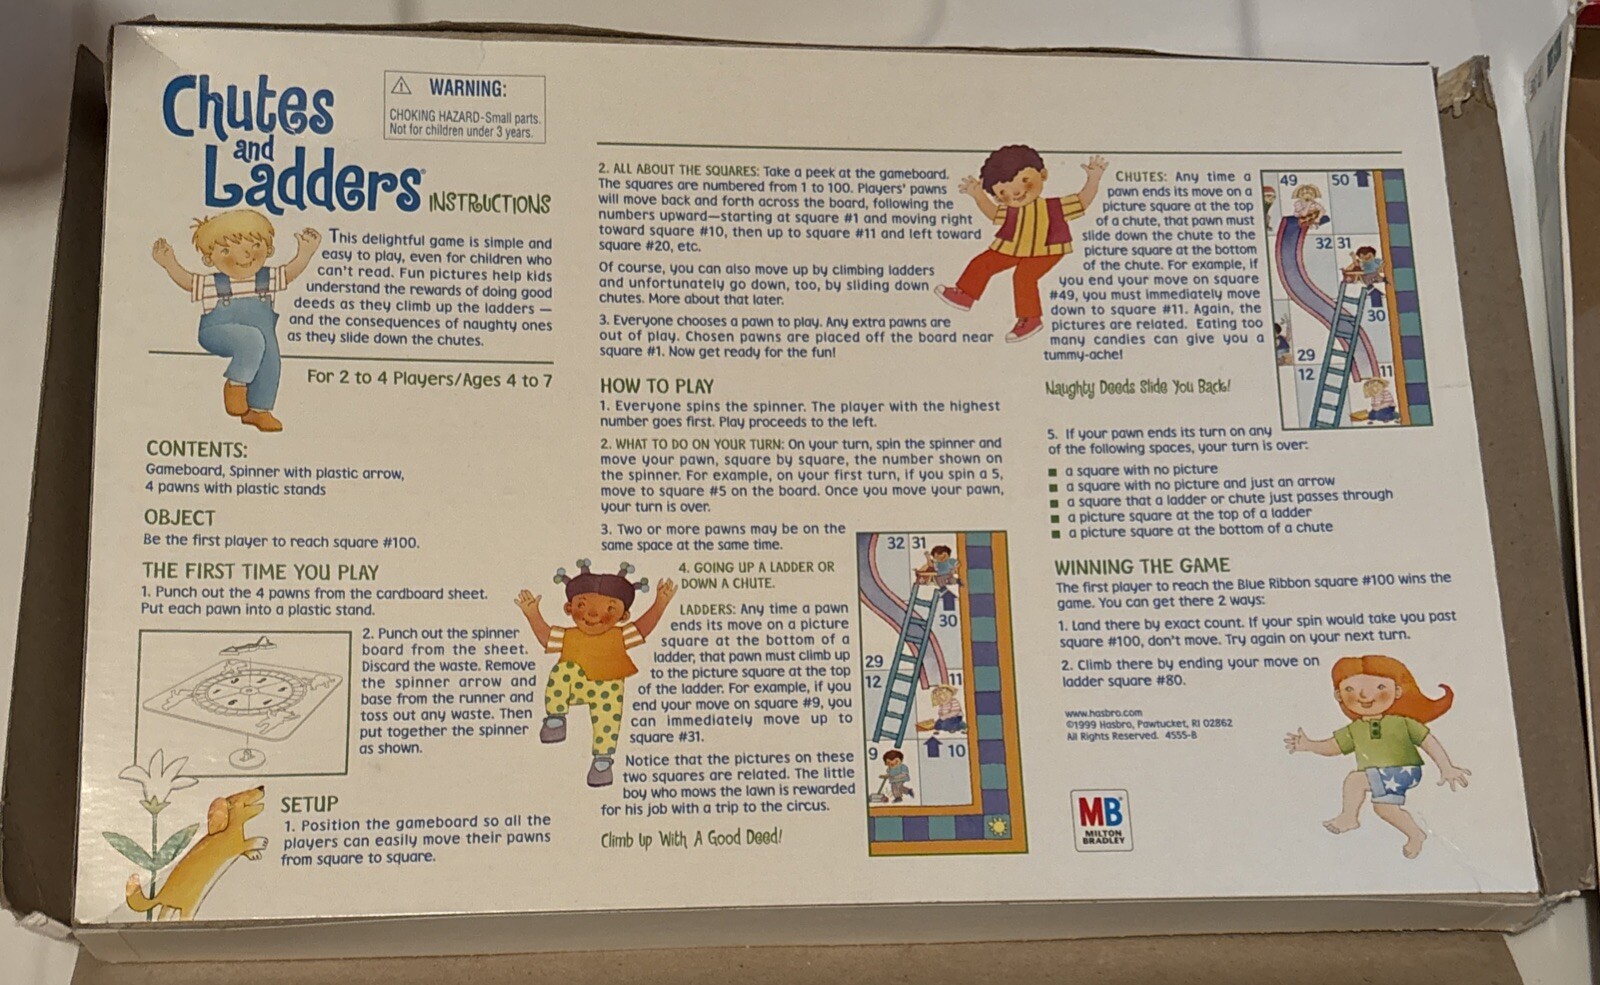 Chutes
and
Ladders®
INSTRUCTIONS
WARNING:
CHOKING HAZARD-Small parts.
Not for children under 3 years.
This delightful game is simple and
easy to play, even for children who
can't read. Fun pictures help kids
understand the rewards of doing good
deeds as they climb up the ladders —
and the consequences of naughty ones
as they slide down the chutes.
For 2 to 4 Players/Ages 4 to 7
CONTENTS:
Gameboard, Spinner with plastic arrow,
4 pawns with plastic stands
OBJECT
Be the first player to reach square #100.
THE FIRST TIME YOU PLAY
1. Punch out the 4 pawns from the cardboard sheet.
Put each pawn into a plastic stand.
2. Punch out the spinner
board from the sheet.
Discard the waste. Remove
the spinner arrow and
base from the runner and
toss out any waste. Then
put together the spinner
as shown.
SETUP
1. Position the gameboard so all the
players can easily move their pawns
from square to square.
2. ALL ABOUT THE SQUARES: Take a peek at the gameboard.
The squares are numbered from 1 to 100. Players' pawns
will move back and forth across the board, following the
numbers upward—starting at square #1 and moving right
toward square #10, then up to square #11 and left toward
square #20, etc.
Of course, you can also move up by climbing ladders
and unfortunately go down, too, by sliding down
chutes. More about that later.
3. Everyone chooses a pawn to play. Any extra pawns are
out of play. Chosen pawns are placed off the board near
square #1. Now get ready for the fun!
HOW TO PLAY
1. Everyone spins the spinner. The player with the highest
number goes first. Play proceeds to the left.
2. WHAT TO DO ON YOUR TURN: On your turn, spin the spinner and
move your pawn, square by square, the number shown on
the spinner. For example, on your first turn, if you spin a 5,
move to square #5 on the board. Once you move your pawn,
your turn is over.
3. Two or more pawns may be on the
same space at the same time.
4. GOING UP A LADDER OR
DOWN A CHUTE.
LADDERS: Any time a pawn
ends its move on a picture
square at the bottom of a
ladder, that pawn must climb up
to the picture square at the top
of the ladder. For example, if you
end your move on square #9, you
can immediately move up to
square #31.
Notice that the pictures on these
two squares are related. The little
boy who mows the lawn is rewarded
for his job with a trip to the circus.
Climb Up With A Good Deed!
32 31
30
29
12 11
9 10
CHUTES: Any time a
pawn ends its move on a
picture square at the top
of a chute, that pawn must
slide down the chute to the
picture square at the bottom
of the chute. For example, if
you end your move on square
#49, you must immediately move
down to square #11. Again, the
pictures are related. Eating too
many candies can give you a
tummy-ache!
Naughty Deeds Slide You Back!
49 50
32 31
30
29
12 11
5. If your pawn ends its turn on any
of the following spaces, your turn is over:
■ a square with no picture
■ a square with no picture and just an arrow
■ a square that a ladder or chute just passes through
■ a picture square at the top of a ladder
■ a picture square at the bottom of a chute
WINNING THE GAME
The first player to reach the Blue Ribbon square #100 wins the
game. You can get there 2 ways:
1. Land there by exact count. If your spin would take you past
square #100, don't move. Try again on your next turn.
2. Climb there by ending your move on
ladder square #80.
www.hasbro.com
©1999 Hasbro, Pawtucket, RI 02862
All Rights Reserved. 4555-B
MB
MILTON
BRADLEY